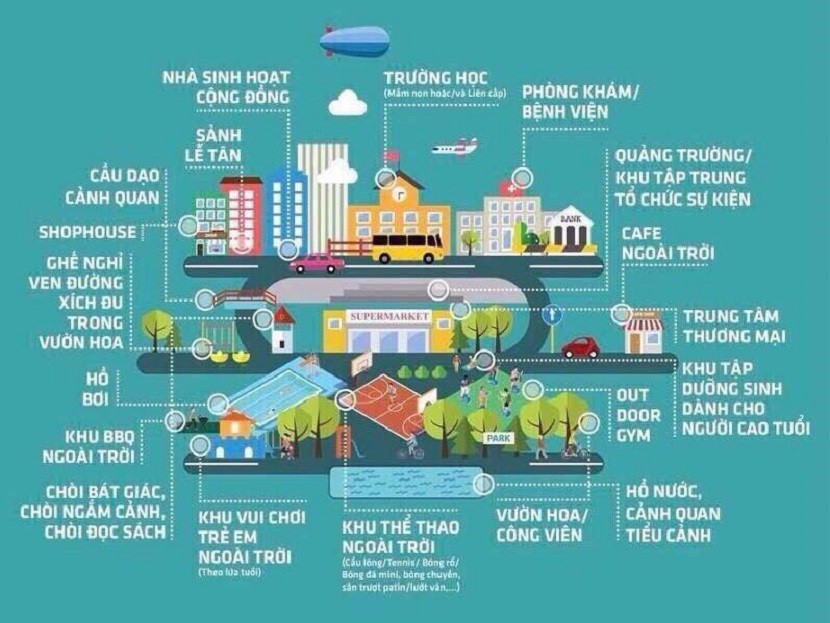 NHÀ SINH HOẠT
CỘNG ĐỒNG
TRƯỜNG HỌC
(Mầm non hoặc/và Liên cấp)
PHÒNG KHÁM/
BỆNH VIỆN
SẢNH
LỄ TÂN
QUẢNG TRƯỜNG/
KHU TẬP TRUNG
TỔ CHỨC SỰ KIỆN
CẦU DẠO
CẢNH QUAN
SHOPHOUSE
BANK
CAFE
NGOÀI TRỜI
GHẾ NGHỈ
VEN ĐƯỜNG
XÍCH ĐU
TRONG
VƯỜN HOA
SUPERMARKET
TRUNG TÂM
THƯƠNG MẠI
HỒ
BƠI
KHU TẬP
DƯỠNG SINH
DÀNH CHO
NGƯỜI CAO TUỔI
OUT
DOOR
GYM
KHU BBQ
NGOÀI TRỜI
PARK
CHÒI BÁT GIÁC,
CHÒI NGẮM CẢNH,
CHÒI ĐỌC SÁCH
KHU VUI CHƠI
TRẺ EM
NGOÀI TRỜI
(Theo lứa tuổi)
KHU THỂ THAO
NGOÀI TRỜI
(Cầu lông/Tennis/ Bóng rổ/
Bóng đá mini, bóng chuyền,
sân trượt patin/lướt ván,...)
VƯỜN HOA/
CÔNG VIÊN
HỒ NƯỚC,
CẢNH QUAN
TIỂU CẢNH